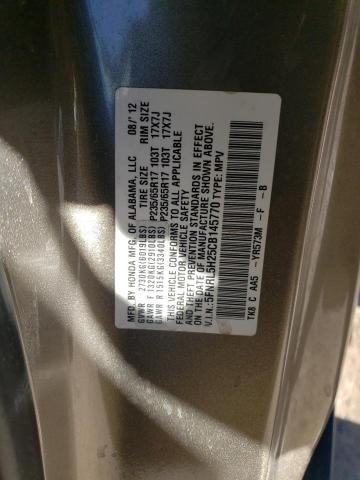 MFD. BY HONDA MFG. OF ALABAMA, LLC 08/'12
GVWR 2730KG(6019LBS) TIRE SIZE RIM SIZE
GAWR F 1320KG(2910LBS) P235/65R17 103T 17X7J
GAWR R 1515KG(3340LBS) P235/65R17 103T 17X7J
THIS VEHICLE CONFORMS TO ALL APPLICABLE
FEDERAL MOTOR VEHICLE SAFETY
AND THEFT PREVENTION STANDARDS IN EFFECT
ON THE DATE OF MANUFACTURE SHOWN ABOVE.
V.I.N.:5FNRL5H25CB145770 TYPE: MPV
TK8 C AA5 -YR573M -F -B